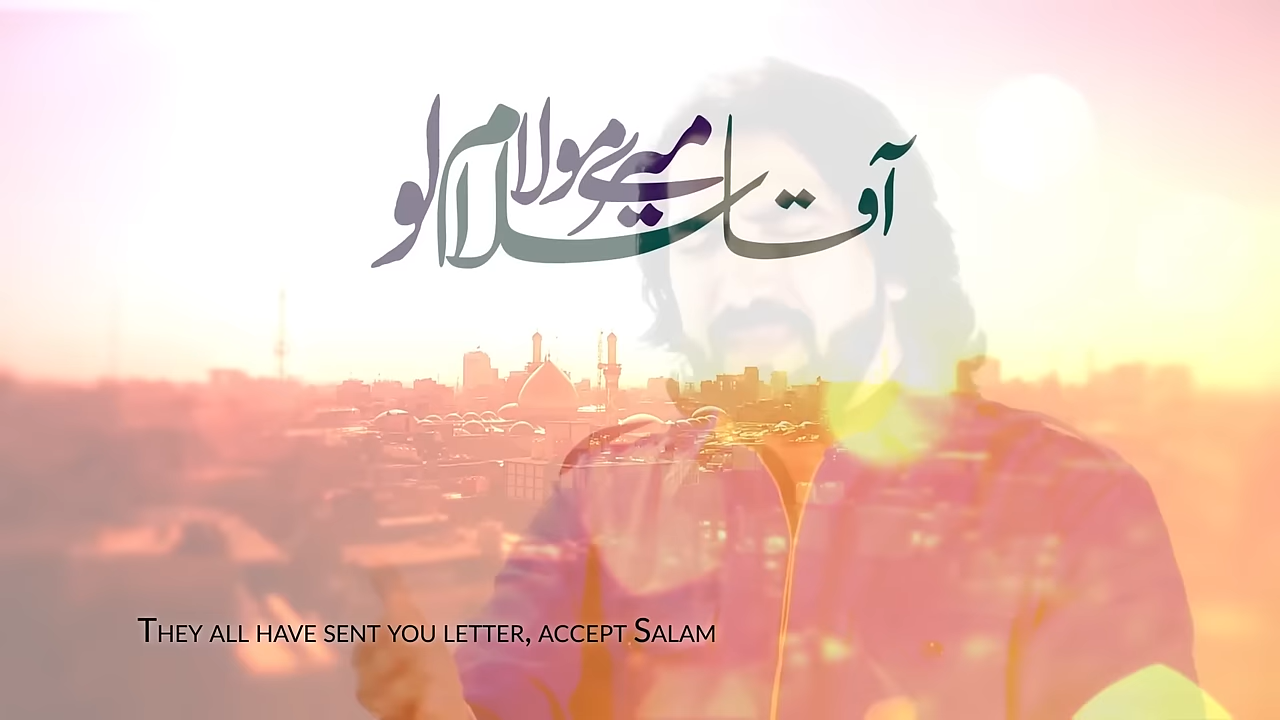 میرے مولا
آقا سلام لو
They all have sent you letter, accept Salam